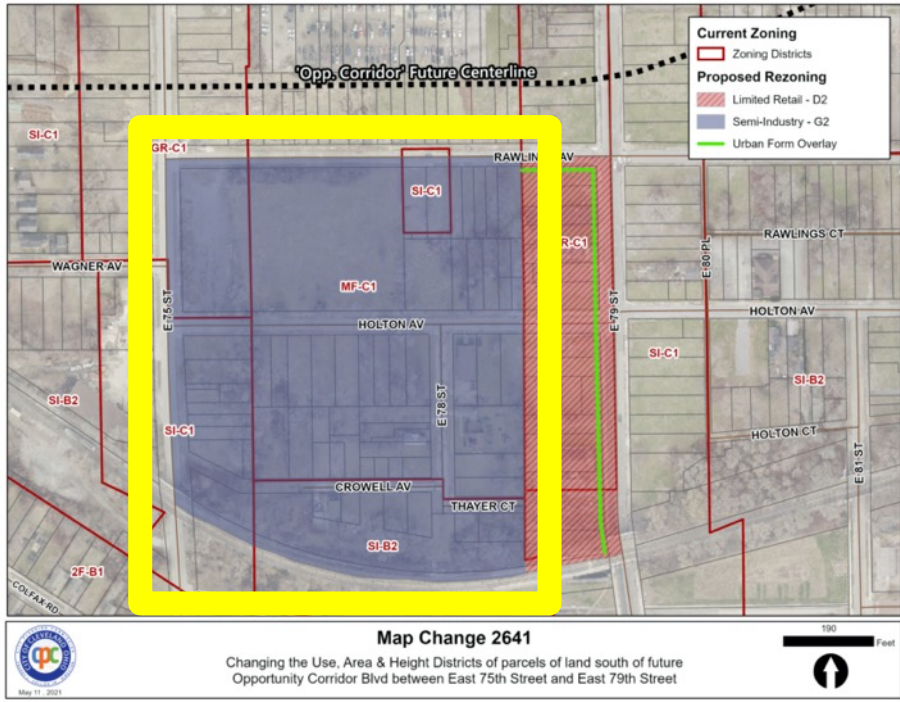 Current Zoning
Zoning Districts
Proposed Rezoning
Limited Retail - D2
Semi-Industry - G2
Urban Form Overlay
'Opp. Corridor' Future Centerline
SI-C1
GR-C1
RAWLINGS AV
SI-C1
R-C1
RAWLINGS CT
E 80 PL
WAGNER AV
MF-C1
E 75 ST
HOLTON AV
E 79 ST
HOLTON AV
SI-C1
SI-B2
E 78 ST
SI-B2
SI-C1
HOLTON CT
E 81 ST
CROWELL AV
THAYER CT
SI-B2
2F-B1
COLFAX RD
CITY OF CLEVELAND OHIO
cpc
May 11, 2021
Map Change 2641
Changing the Use, Area & Height Districts of parcels of land south of future
Opportunity Corridor Blvd between East 75th Street and East 79th Street
190
Feet